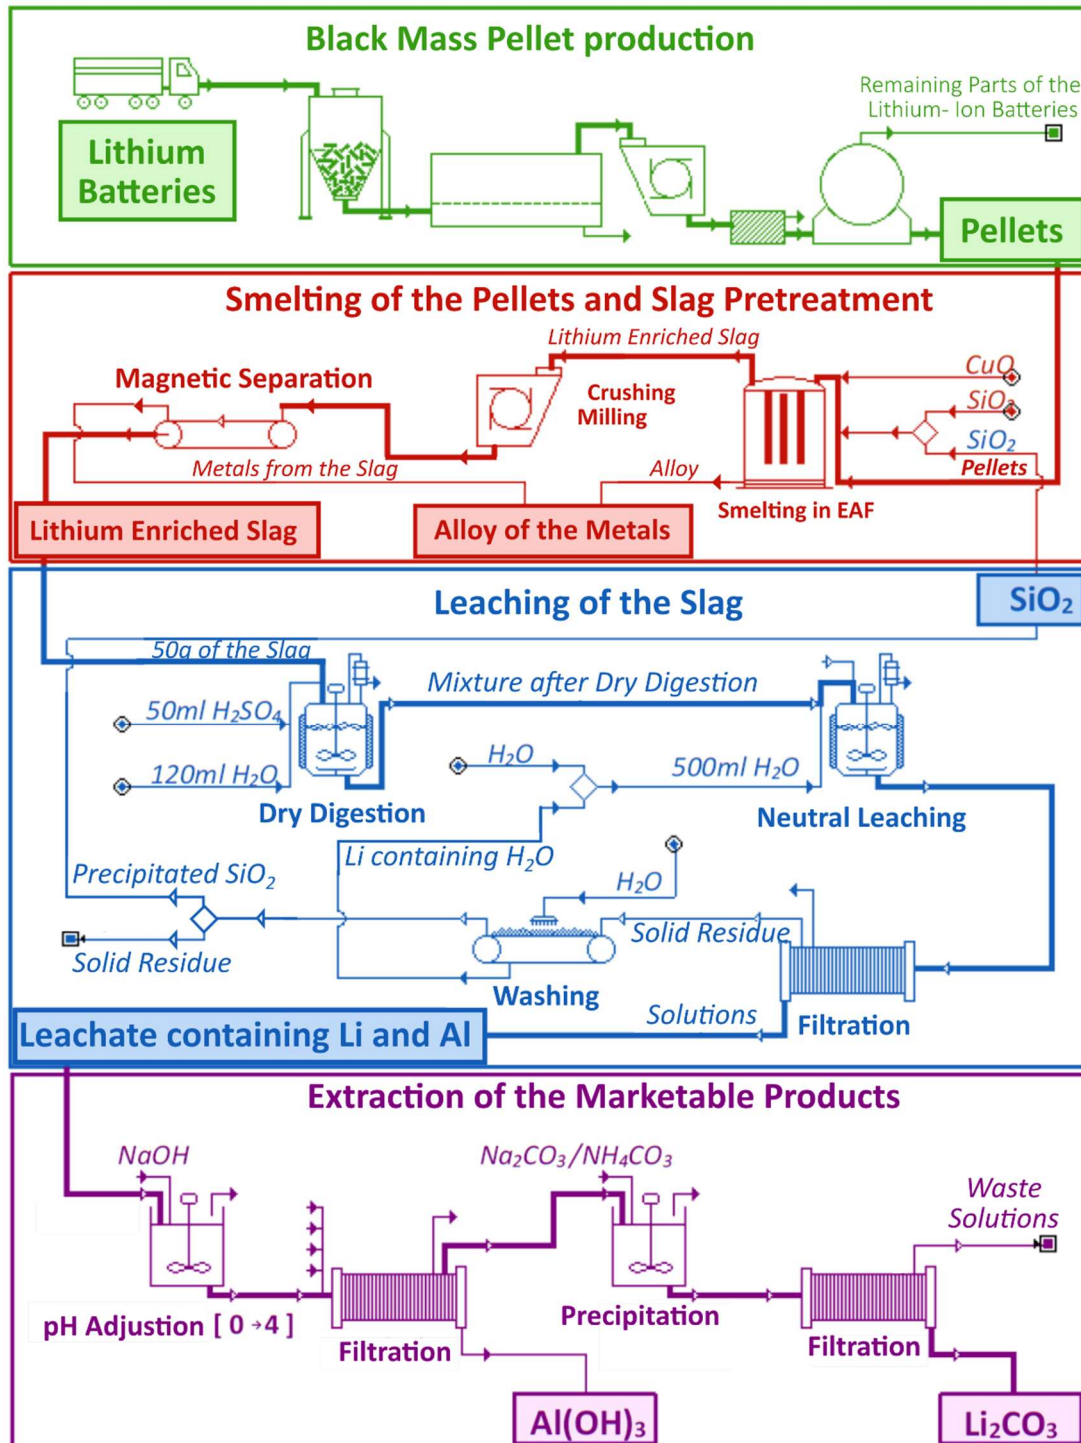 Black Mass Pellet production
Remaining Parts of the
Lithium- Ion Batteries
Lithium
Batteries
Pellets
Smelting of the Pellets and Slag Pretreatment
Lithium Enriched Slag
Magnetic Separation
Crushing
Milling
CuO
SiO₂
SiO₂
Pellets
Metals from the Slag
Alloy
Smelting in EAF
Lithium Enriched Slag
Alloy of the Metals
Leaching of the Slag
SiO₂
50g of the Slag
Mixture after Dry Digestion
50ml H₂SO₄
H₂O
120ml H₂O
500ml H₂O
Dry Digestion
Neutral Leaching
Li containing H₂O
Precipitated SiO₂
H₂O
Solid Residue
Solid Residue
Washing
Solutions
Filtration
Leachate containing Li and Al
Extraction of the Marketable Products
NaOH
Na₂CO₃/NH₄CO₃
Waste
Solutions
pH Adjustion [ 0 →4 ]
Filtration
Precipitation
Filtration
Al(OH)₃
Li₂CO₃